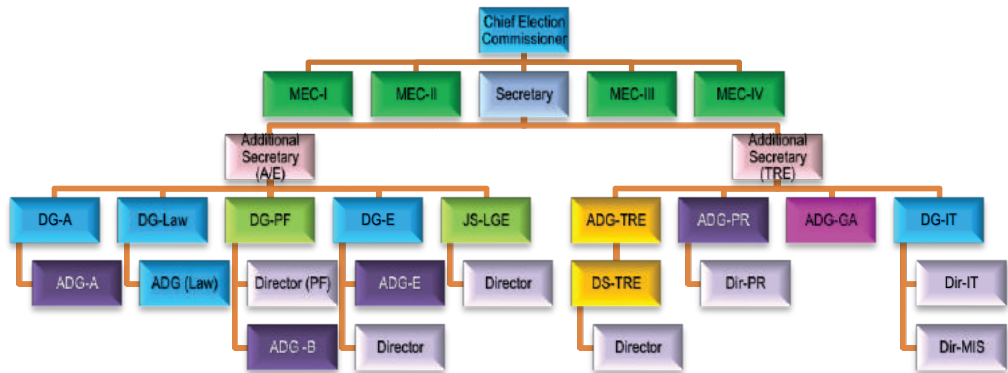 Chief Election
Commissioner
MEC-I
MEC-II
Secretary
MEC-III
MEC-IV
Additional
Secretary
(A/E)
Additional
Secretary
(TRE)
DG-A
DG-Law
DG-PF
DG-E
JS-LGE
ADG-TRE
ADG-PR
ADG-GA
DG-IT
ADG-A
ADG (Law)
Director (PF)
ADG-E
Director
DS-TRE
Dir-PR
Dir-IT
ADG -B
Director
Director
Dir-MIS